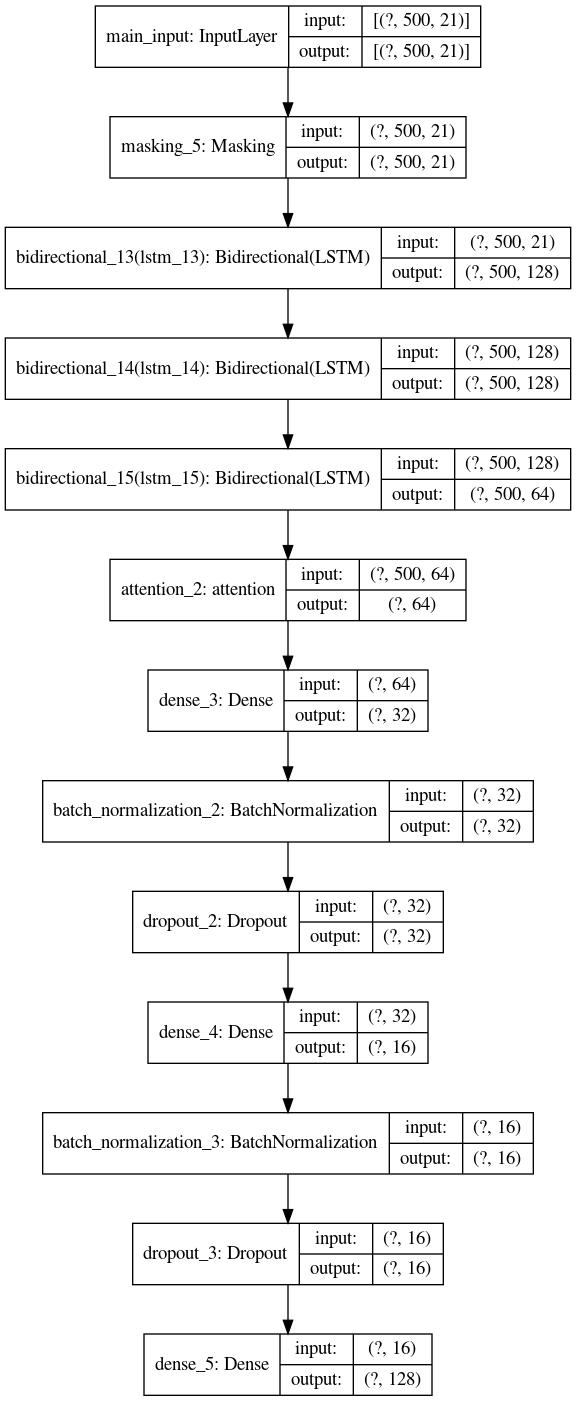 main_input: InputLayer
input: [(?, 500, 21)]
output: [(?, 500, 21)]
masking_5: Masking
input: (?, 500, 21)
output: (?, 500, 21)
bidirectional_13(lstm_13): Bidirectional(LSTM)
input: (?, 500, 21)
output: (?, 500, 128)
bidirectional_14(lstm_14): Bidirectional(LSTM)
input: (?, 500, 128)
output: (?, 500, 128)
bidirectional_15(lstm_15): Bidirectional(LSTM)
input: (?, 500, 128)
output: (?, 500, 64)
attention_2: attention
input: (?, 500, 64)
output: (?, 64)
dense_3: Dense
input: (?, 64)
output: (?, 32)
batch_normalization_2: BatchNormalization
input: (?, 32)
output: (?, 32)
dropout_2: Dropout
input: (?, 32)
output: (?, 32)
dense_4: Dense
input: (?, 32)
output: (?, 16)
batch_normalization_3: BatchNormalization
input: (?, 16)
output: (?, 16)
dropout_3: Dropout
input: (?, 16)
output: (?, 16)
dense_5: Dense
input: (?, 16)
output: (?, 128)